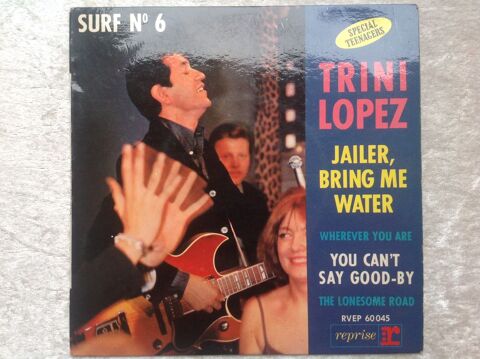 SURF Nº 6
SPECIAL
TEENAGERS
TRINI
LOPEZ
JAILER,
BRING ME
WATER
WHEREVER YOU ARE
YOU CAN'T
SAY GOOD-BY
THE LONESOME ROAD
RVEP 60045
reprise r